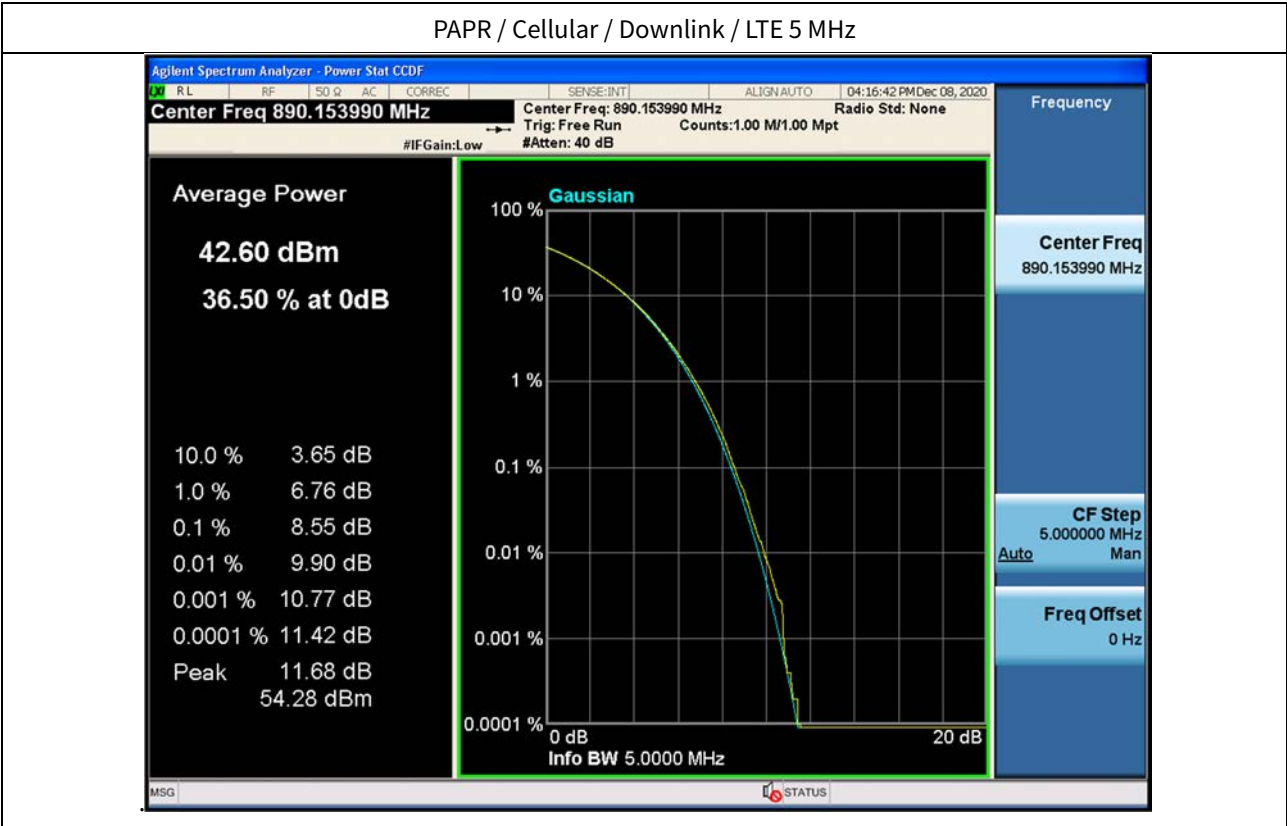 PAPR / Cellular / Downlink / LTE 5 MHz
Agilent Spectrum Analyzer - Power Stat CCDF
LXI RL RF 50 Ω AC CORREC SENSE:INT ALIGN AUTO 04:16:42 PM Dec 08, 2020
Center Freq 890.153990 MHz
Center Freq: 890.153990 MHz Radio Std: None
Trig: Free Run Counts:1.00 M/1.00 Mpt
#IFGain:Low #Atten: 40 dB
Frequency
Average Power
42.60 dBm
36.50 % at 0dB
10.0 % 3.65 dB
1.0 % 6.76 dB
0.1 % 8.55 dB
0.01 % 9.90 dB
0.001 % 10.77 dB
0.0001 % 11.42 dB
Peak 11.68 dB
54.28 dBm
Gaussian
100 %
10 %
1 %
0.1 %
0.01 %
0.001 %
0.0001 %
0 dB 20 dB
Info BW 5.0000 MHz
Center Freq
890.153990 MHz
CF Step
5.000000 MHz
Auto Man
Freq Offset
0 Hz
MSG STATUS